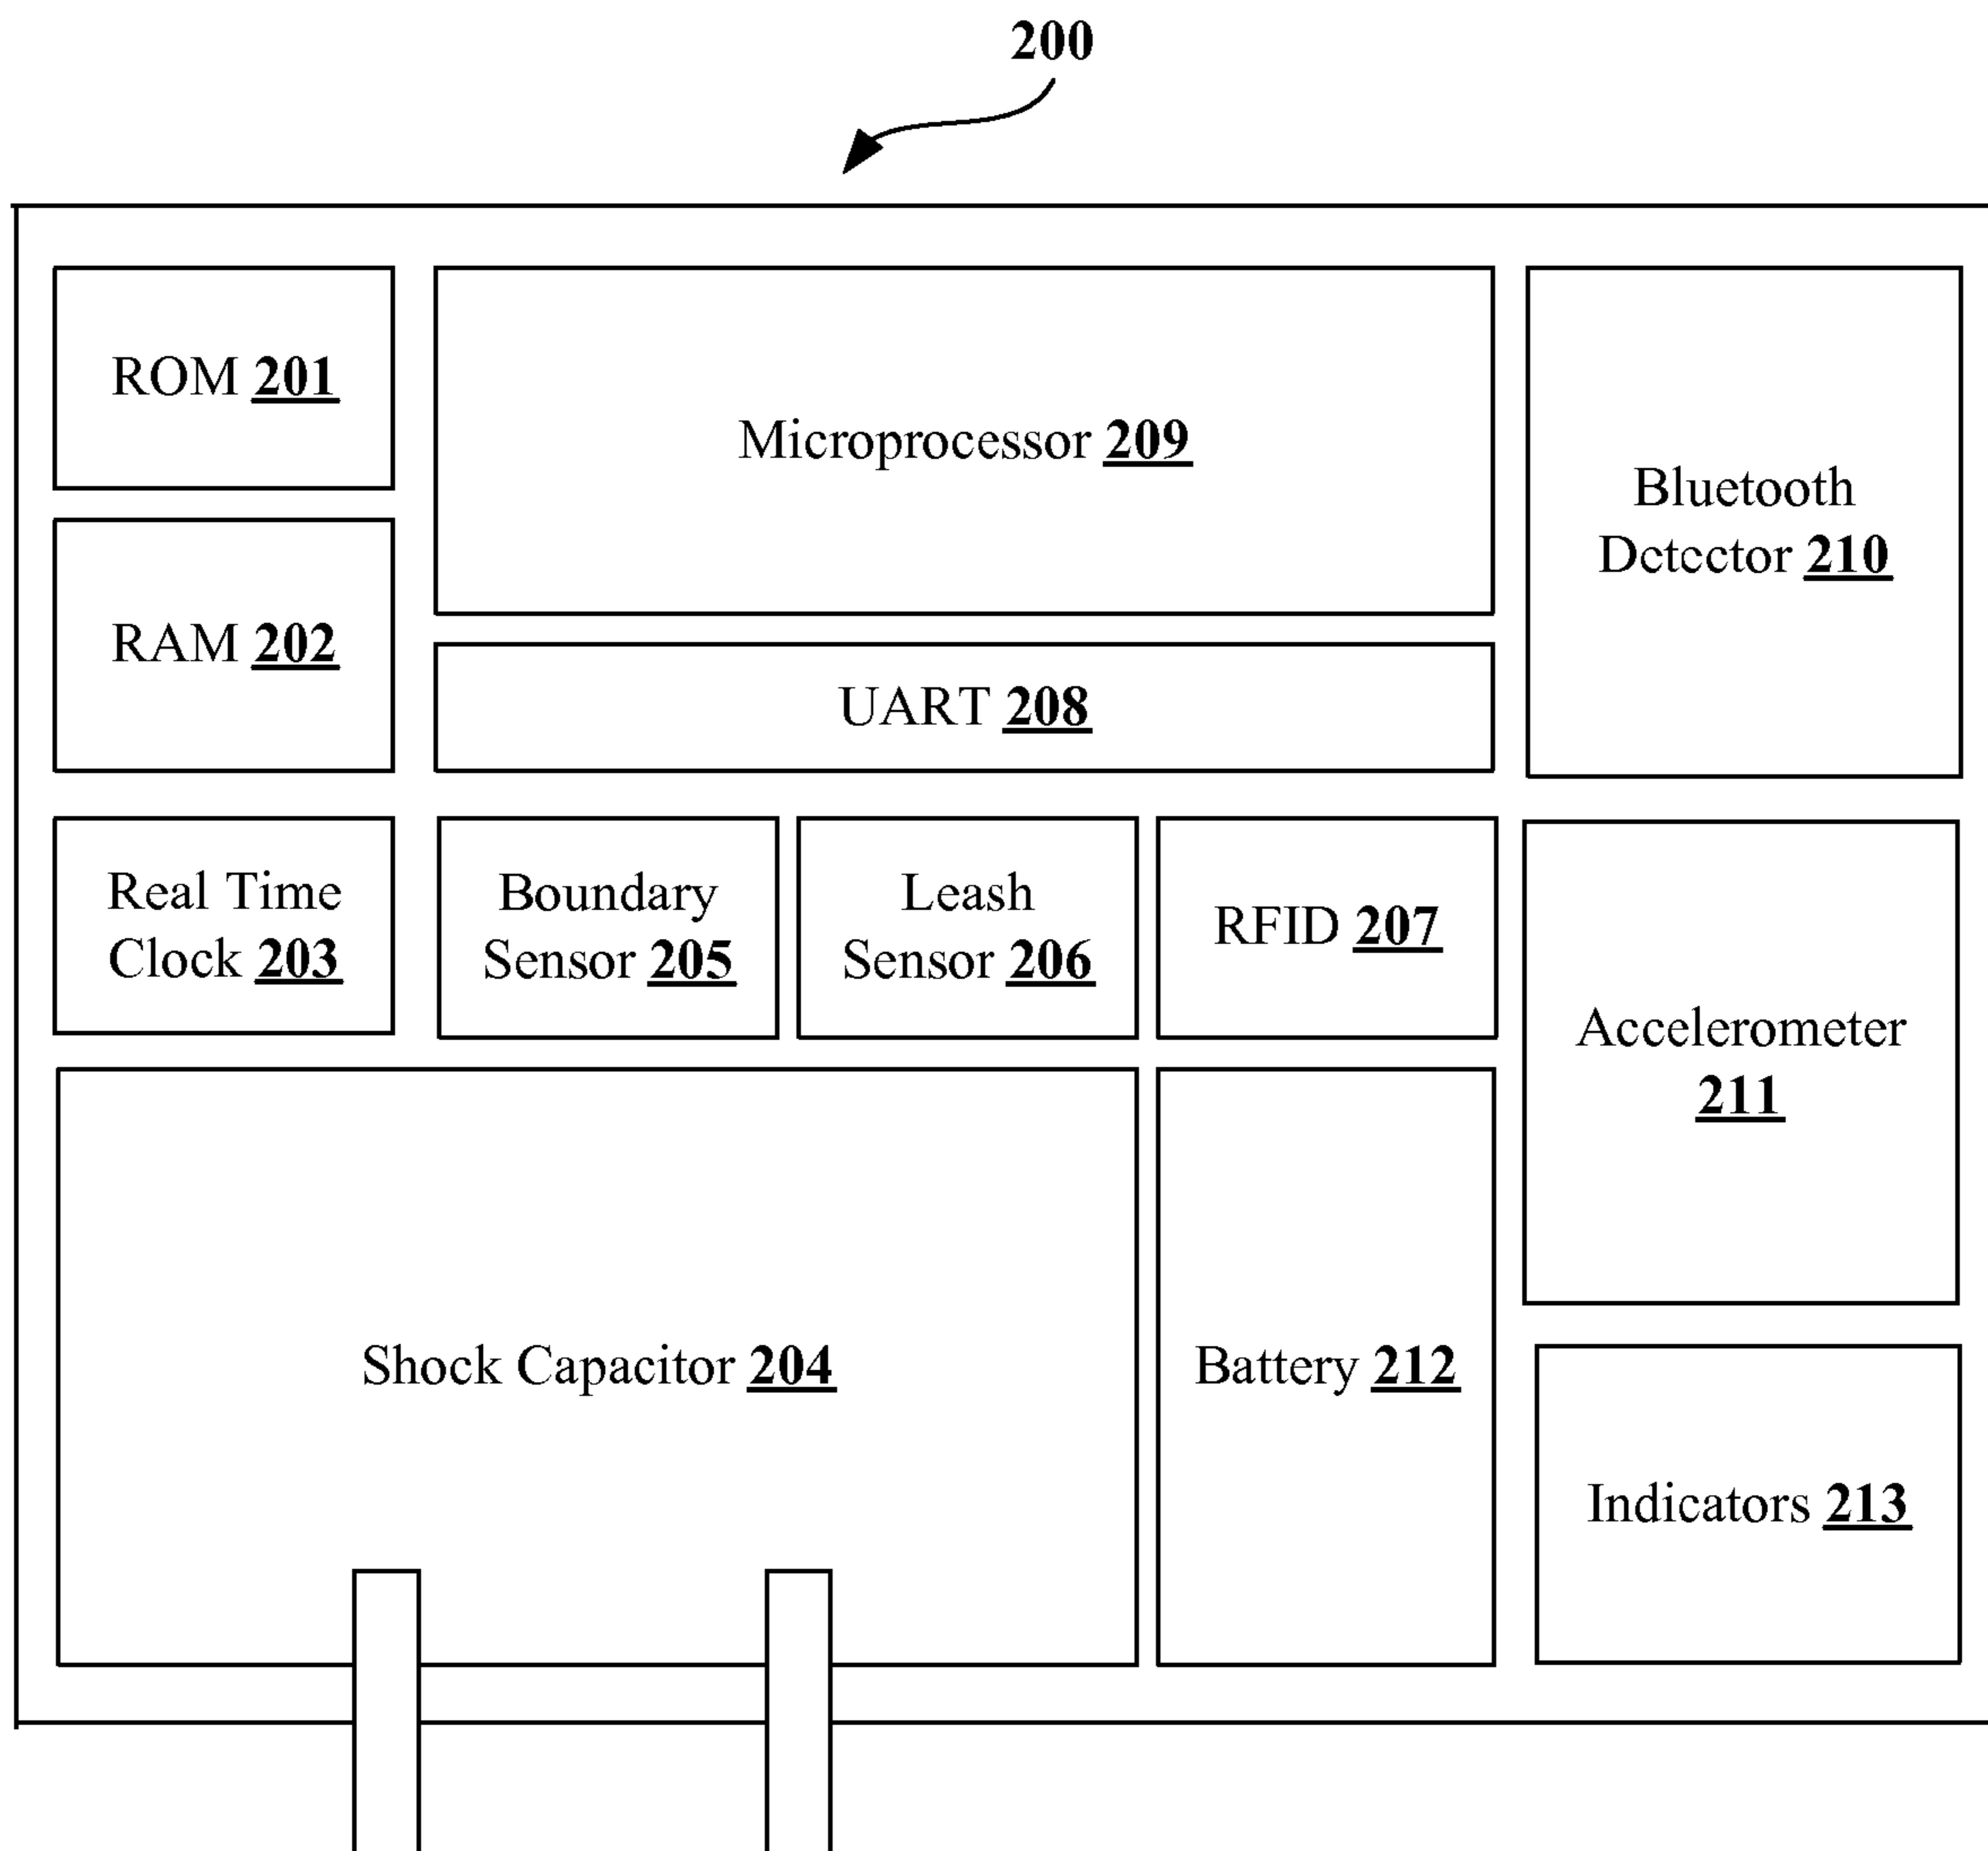 200
ROM 201
Microprocessor 209
Bluetooth
Detector 210
RAM 202
UART 208
Real Time
Clock 203
Boundary
Sensor 205
Leash
Sensor 206
RFID 207
Accelerometer
211
Shock Capacitor 204
Battery 212
Indicators 213